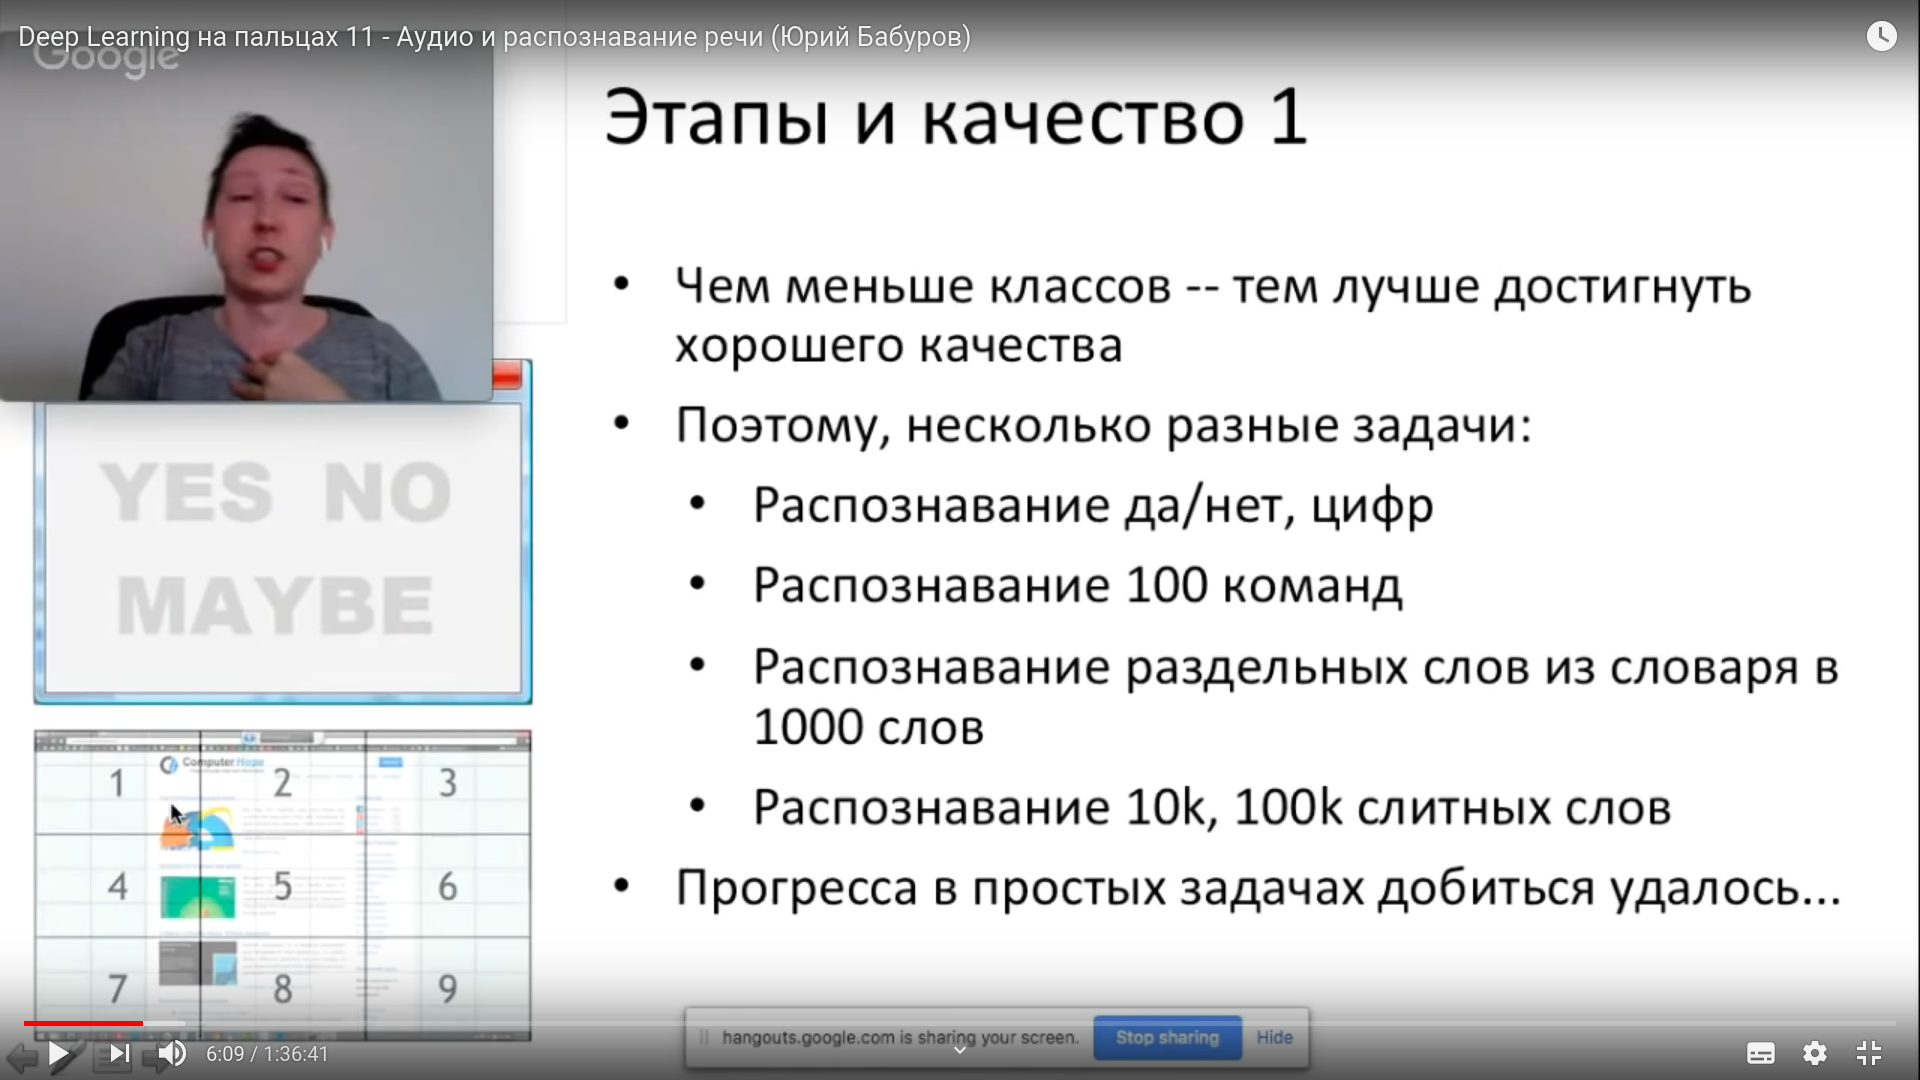 Deep Learning на пальцах 11 - Аудио и распознавание речи (Юрий Бабуров)
Google
Этапы и качество 1
• Чем меньше классов -- тем лучше достигнуть
хорошего качества
• Поэтому, несколько разные задачи:
• Распознавание да/нет, цифр
• Распознавание 100 команд
• Распознавание раздельных слов из словаря в
1000 слов
• Распознавание 10k, 100k слитных слов
• Прогресса в простых задачах добиться удалось...
YES NO
MAYBE
Computer Hope
1 2 3
4 5 6
7 8 9
hangouts.google.com is sharing your screen. Stop sharing Hide
6:09 / 1:36:41